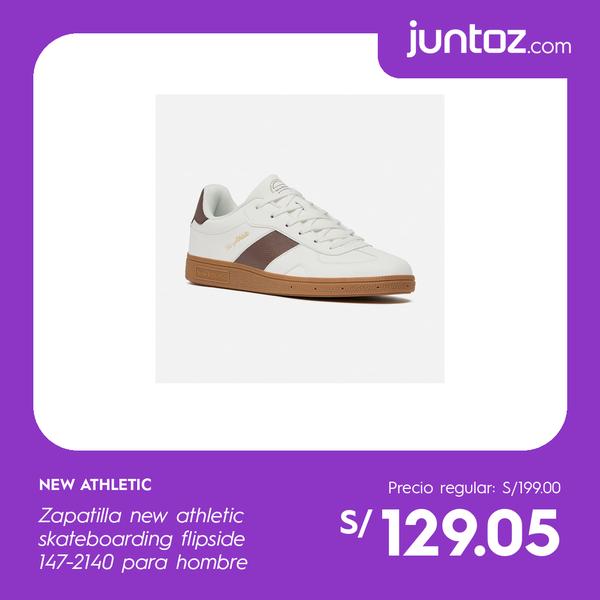 juntoz.com
NEW ATHLETIC
Zapatilla new athletic
skateboarding flipside
147-2140 para hombre
Precio regular: S/199.00
S/129.05